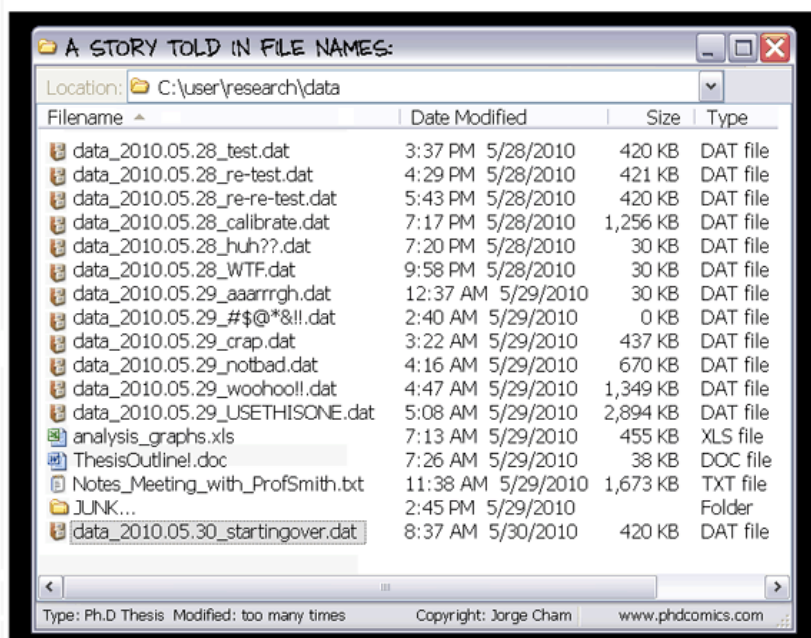 A STORY TOLD IN FILE NAMES:
Location: C:\user\research\data
Filename Date Modified Size Type
data_2010.05.28_test.dat 3:37 PM 5/28/2010 420 KB DAT file
data_2010.05.28_re-test.dat 4:29 PM 5/28/2010 421 KB DAT file
data_2010.05.28_re-re-test.dat 5:43 PM 5/28/2010 420 KB DAT file
data_2010.05.28_calibrate.dat 7:17 PM 5/28/2010 1,256 KB DAT file
data_2010.05.28_huh??.dat 7:20 PM 5/28/2010 30 KB DAT file
data_2010.05.28_WTF.dat 9:58 PM 5/28/2010 30 KB DAT file
data_2010.05.29_aaarrrgh.dat 12:37 AM 5/29/2010 30 KB DAT file
data_2010.05.29_#$@*&!!.dat 2:40 AM 5/29/2010 0 KB DAT file
data_2010.05.29_crap.dat 3:22 AM 5/29/2010 437 KB DAT file
data_2010.05.29_notbad.dat 4:16 AM 5/29/2010 670 KB DAT file
data_2010.05.29_woohoo!!.dat 4:47 AM 5/29/2010 1,349 KB DAT file
data_2010.05.29_USETHISONE.dat 5:08 AM 5/29/2010 2,894 KB DAT file
analysis_graphs.xls 7:13 AM 5/29/2010 455 KB XLS file
ThesisOutline!.doc 7:26 AM 5/29/2010 38 KB DOC file
Notes_Meeting_with_ProfSmith.txt 11:38 AM 5/29/2010 1,673 KB TXT file
JUNK... 2:45 PM 5/29/2010 Folder
data_2010.05.30_startingover.dat 8:37 AM 5/30/2010 420 KB DAT file
Type: Ph.D Thesis Modified: too many times Copyright: Jorge Cham www.phdcomics.com